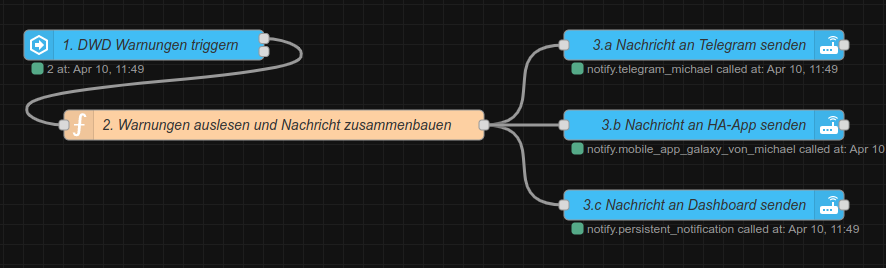 1. DWD Warnungen triggern
2 at: Apr 10, 11:49
2. Warnungen auslesen und Nachricht zusammenbauen
3.a Nachricht an Telegram senden
notify.telegram_michael called at: Apr 10, 11:49
3.b Nachricht an HA-App senden
notify.mobile_app_galaxy_von_michael called at: Apr 10
3.c Nachricht an Dashboard senden
notify.persistent_notification called at: Apr 10, 11:49